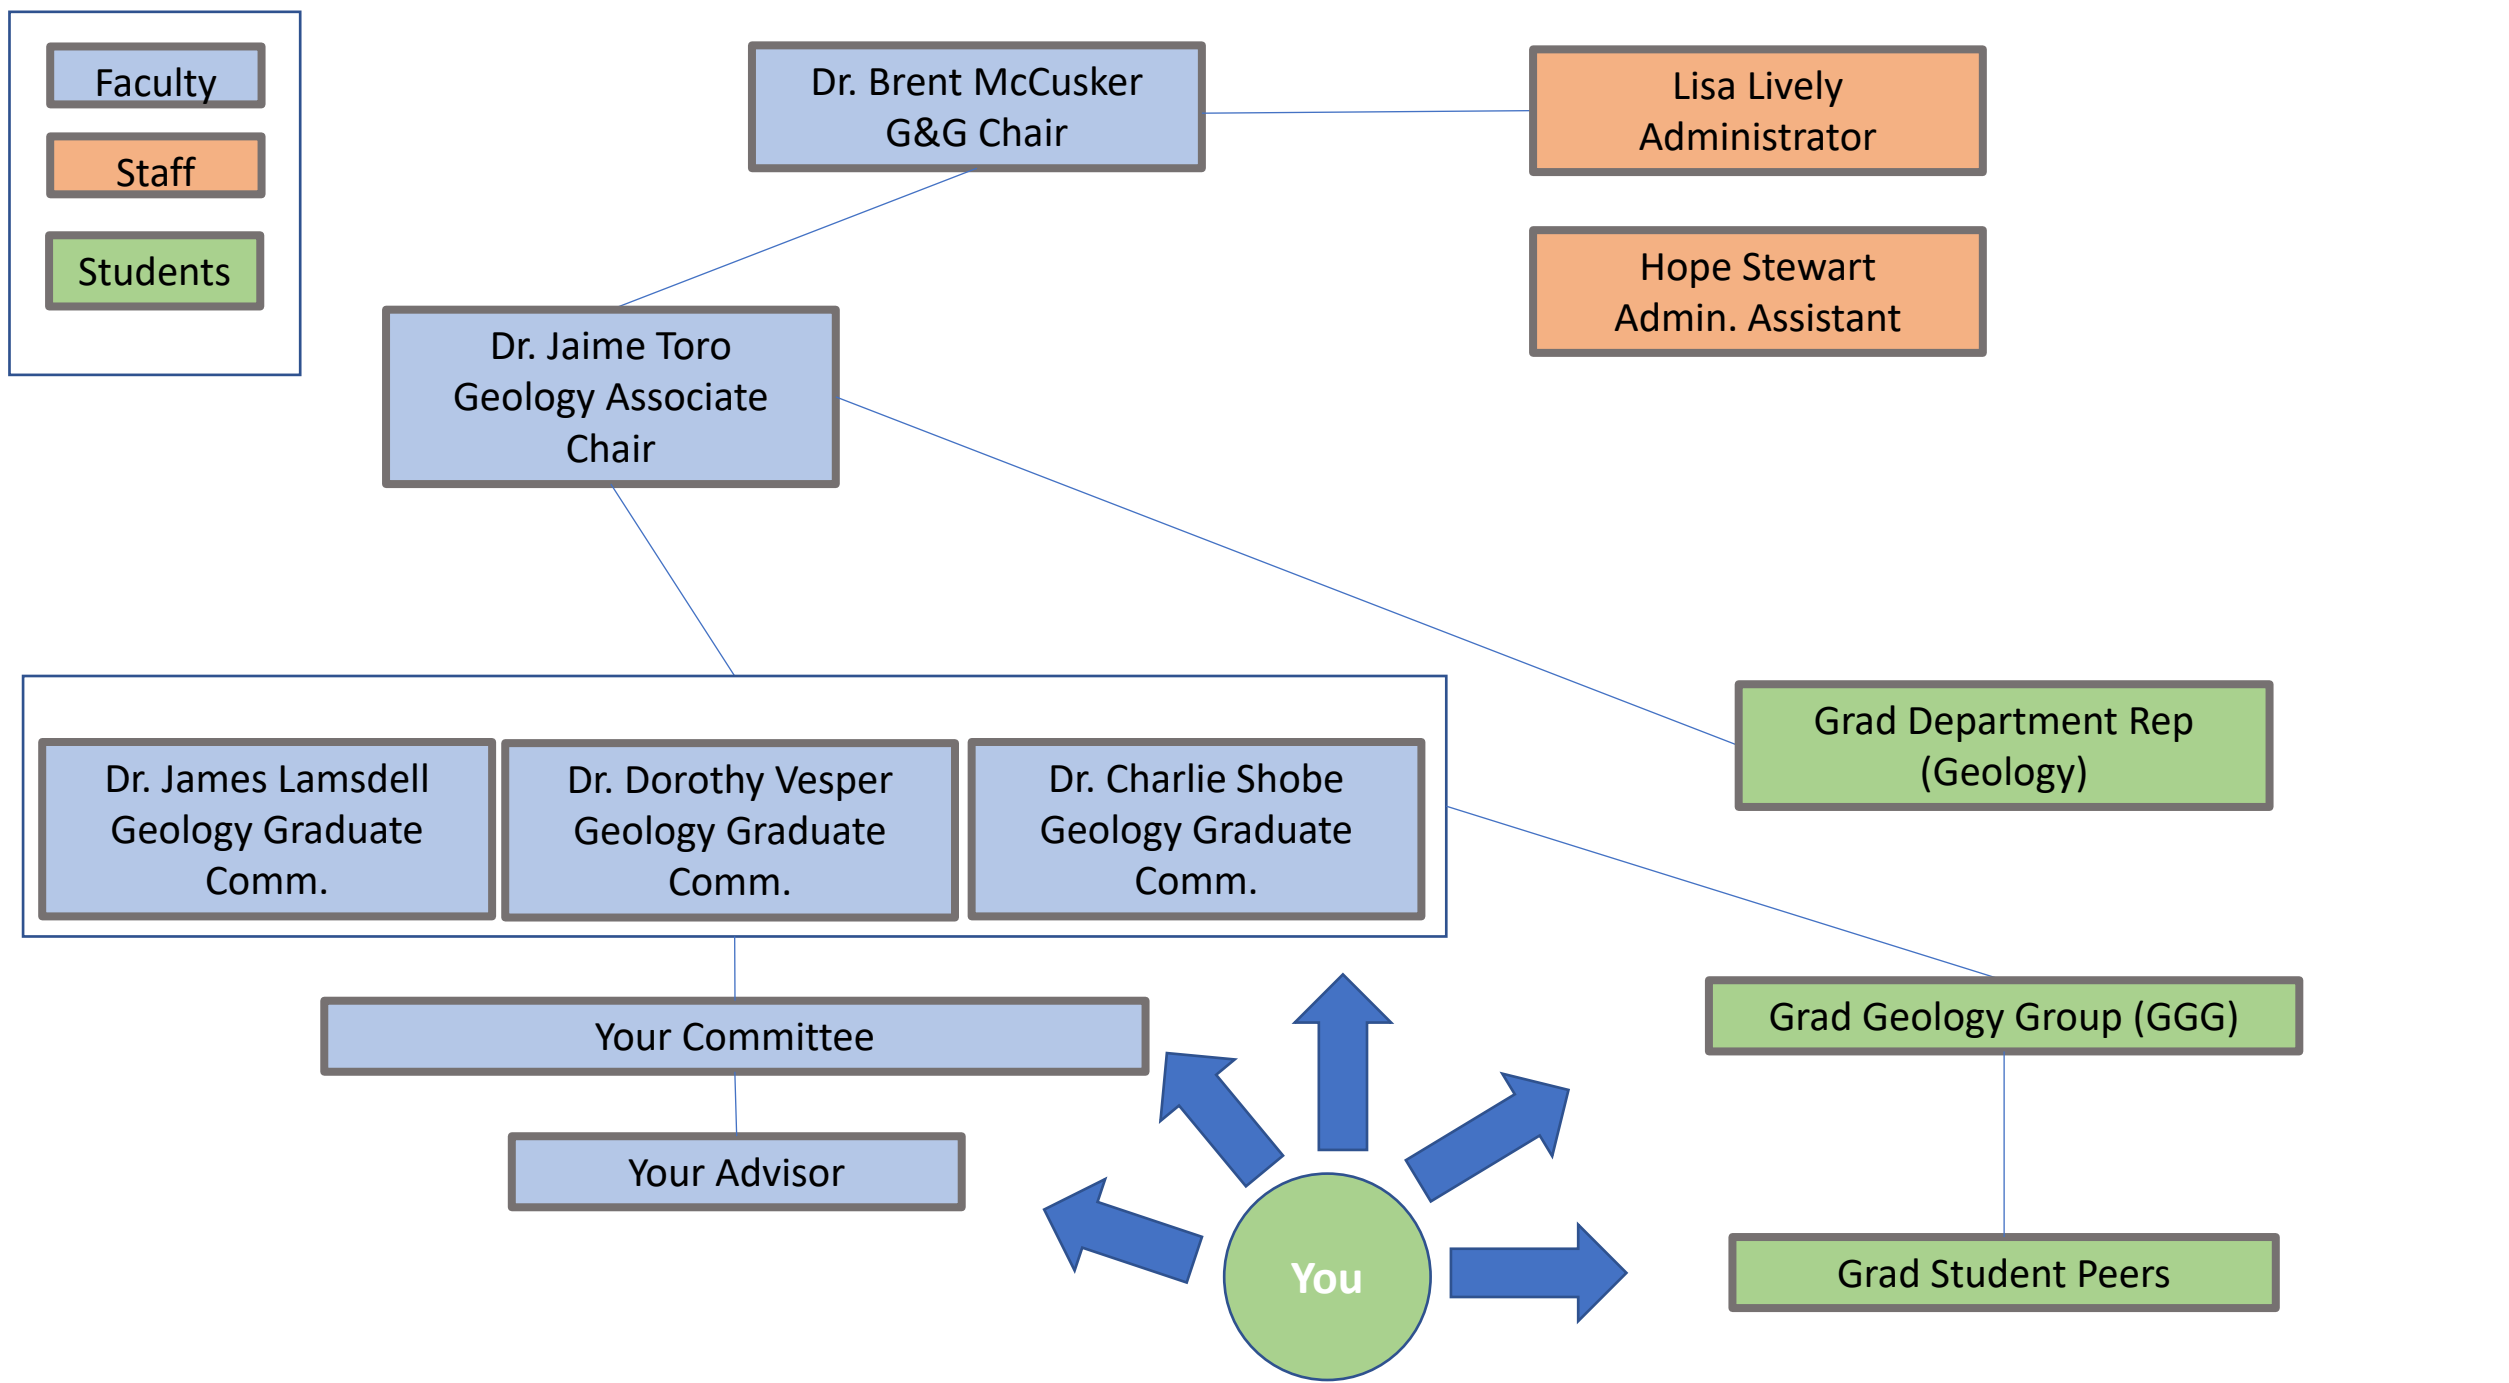 Faculty
Staff
Students
Dr. Brent McCusker
G&G Chair
Lisa Lively
Administrator
Hope Stewart
Admin. Assistant
Dr. Jaime Toro
Geology Associate
Chair
Grad Department Rep
(Geology)
Dr. James Lamsdell
Geology Graduate
Comm.
Dr. Dorothy Vesper
Geology Graduate
Comm.
Dr. Charlie Shobe
Geology Graduate
Comm.
Your Committee
Grad Geology Group (GGG)
Your Advisor
You
Grad Student Peers